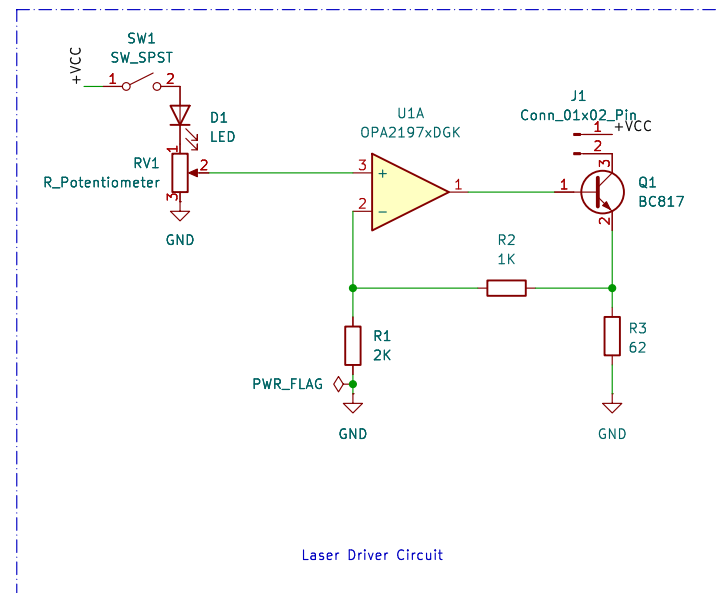 SW1
SW_SPST
+VCC
1
2
D1
LED
1
RV1
2
R_Potentiometer
3
GND
U1A
OPA2197xDGK
3
+
2
−
1
J1
Conn_01x02_Pin
1
+VCC
2
3
1
Q1
BC817
2
R2
1K
R1
2K
R3
62
PWR_FLAG
GND
GND
Laser Driver Circuit